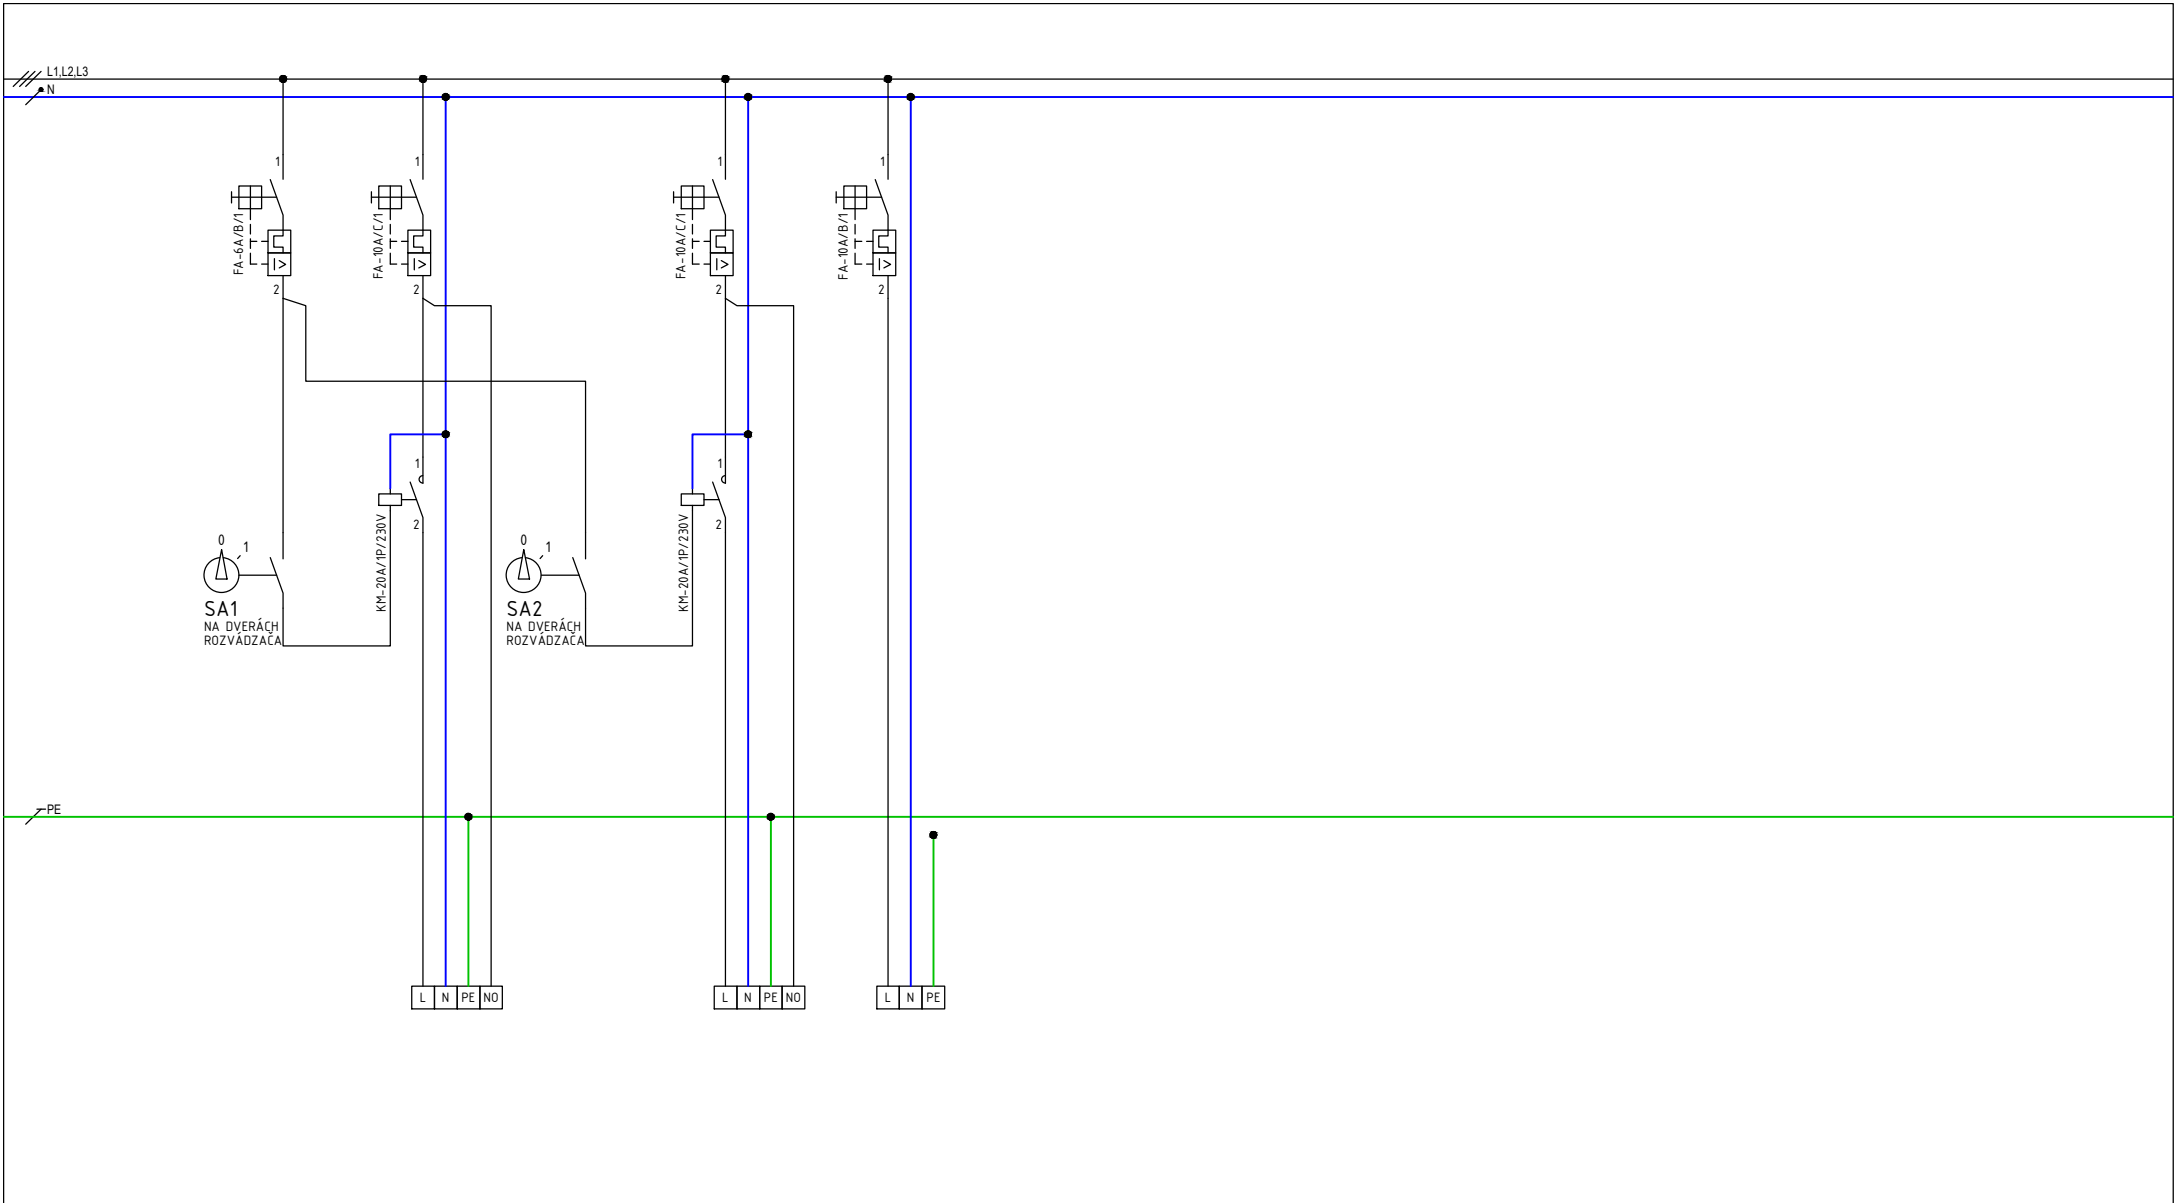 L1,L2,L3
N
1
1
1
1
FA-6A/B/1
FA-10A/C/1
FA-10A/C/1
FA-10A/B/1
I>
I>
I>
I>
2
2
2
2
1
1
2
2
KM-20A/1P/230V
KM-20A/1P/230V
0
1
0
1
SA1
NA DVERÁCH
ROZVÁDZAČA
SA2
NA DVERÁCH
ROZVÁDZAČA
PE
L N PE NO
L N PE NO
L N PE